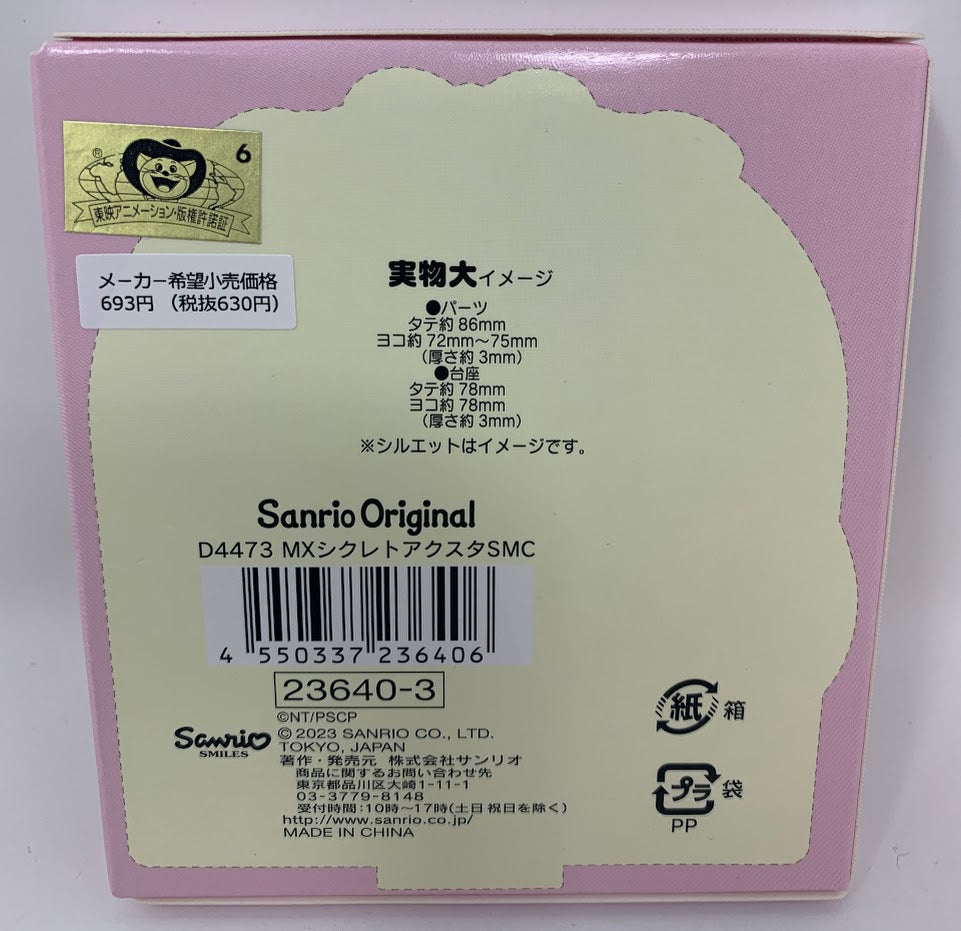 ® 6
東映アニメーション・版権許諾証
メーカー希望小売価格
693円 (税抜630円)
実物大イメージ
●パーツ
タテ約 86mm
ヨコ約 72mm～75mm
(厚さ約 3mm)
●台座
タテ約 78mm
ヨコ約 78mm
(厚さ約 3mm)
※シルエットはイメージです。
Sanrio Original
D4473 MXシクレトアクスタSMC
4 550337 236406
23640-3
©NT/PSCP
© 2023 SANRIO CO., LTD.
TOKYO, JAPAN
Sanrio
SMILES
著作・発売元 株式会社サンリオ
商品に関するお問い合わせ先
東京都品川区大崎1-11-1
03-3779-8148
受付時間：10時～17時(土日祝日を除く)
http://www.sanrio.co.jp/
MADE IN CHINA
紙 箱
プラ 袋
PP